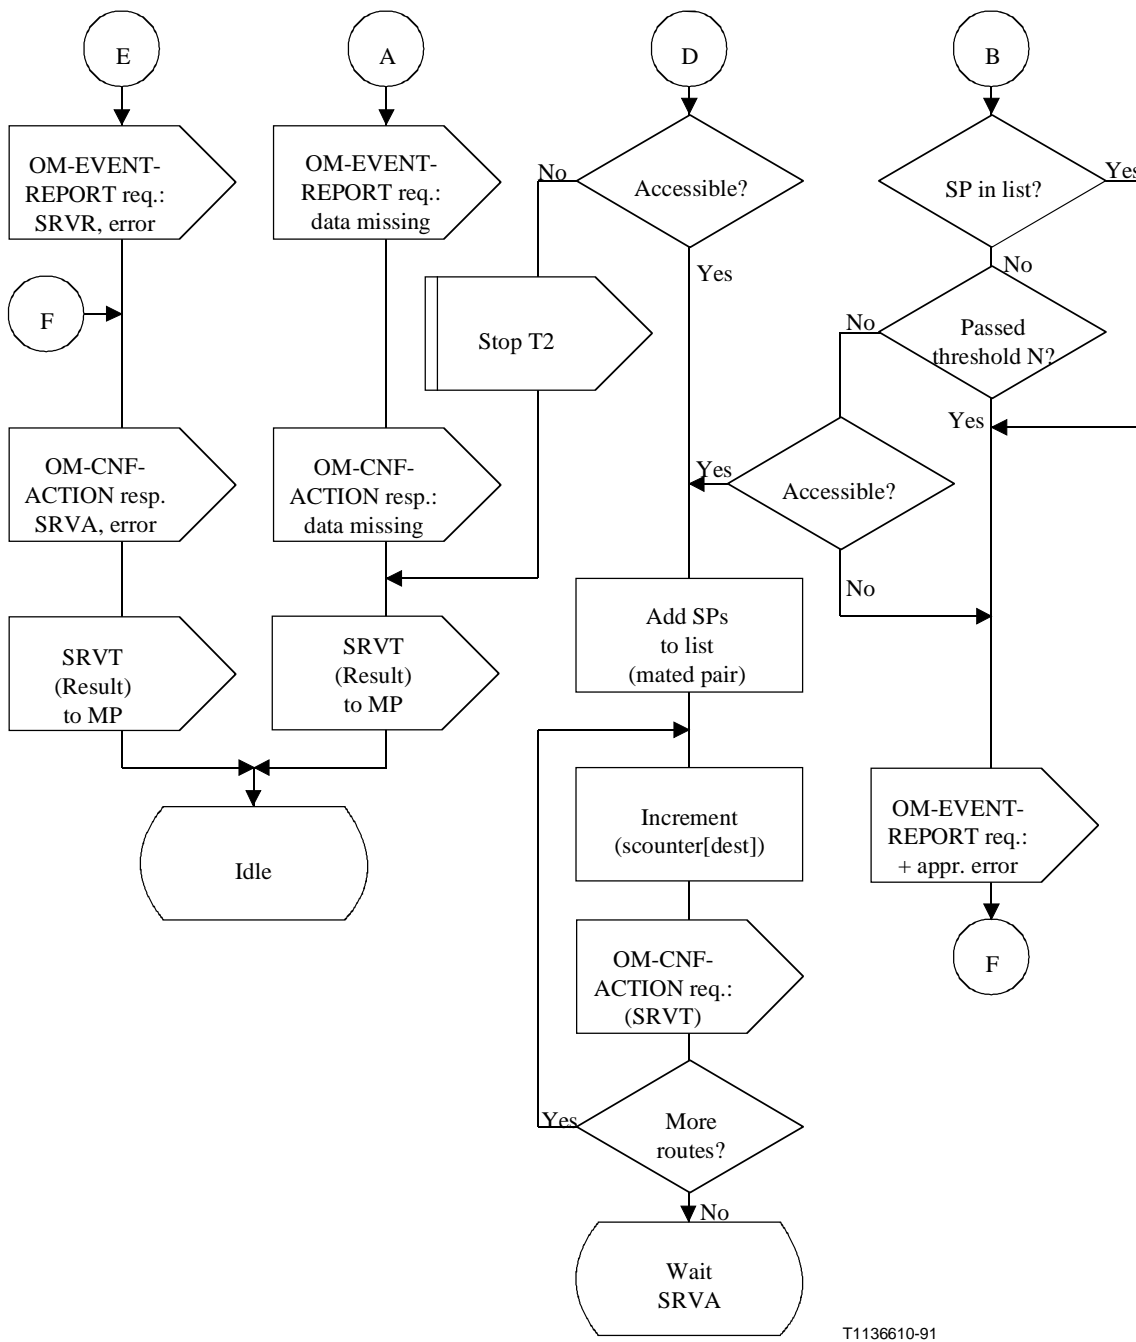 E
A
D
B
OM-EVENT-
REPORT req.:
SRVR, error
OM-EVENT-
REPORT req.:
data missing
No
Accessible?
Yes
SP in list?
Yes
No
F
Stop T2
No
Passed
threshold N?
Yes
OM-CNF-
ACTION resp.
SRVA, error
OM-CNF-
ACTION resp.:
data missing
Yes
Accessible?
No
SRVT
(Result)
to MP
SRVT
(Result)
to MP
Add SPs
to list
(mated pair)
Idle
Increment
(scounter[dest])
OM-EVENT-
REPORT req.:
+ appr. error
F
OM-CNF-
ACTION req.:
(SRVT)
Yes
More
routes?
No
Wait
SRVA
T1136610-91